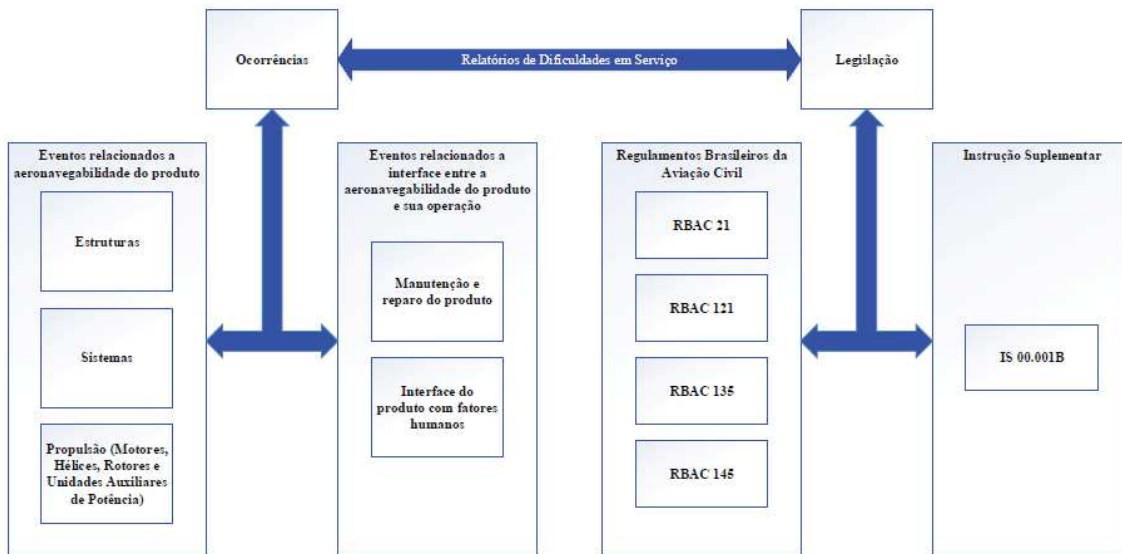 Ocorrências
Relatórios de Dificuldades em Serviço
Legislação
Eventos relacionados a
aeronavegabilidade do produto
Estruturas
Sistemas
Propulsão (Motores,
Hélices, Rotores e
Unidades Auxiliares
de Potência)
Eventos relacionados a
interface entre a
aeronavegabilidade do produto
e sua operação
Manutenção e
reparo do produto
Interface do
produto com fatores
humanos
Regulamentos Brasileiros da
Aviação Civil
RBAC 21
RBAC 121
RBAC 135
RBAC 145
Instrução Suplementar
IS 00.001B